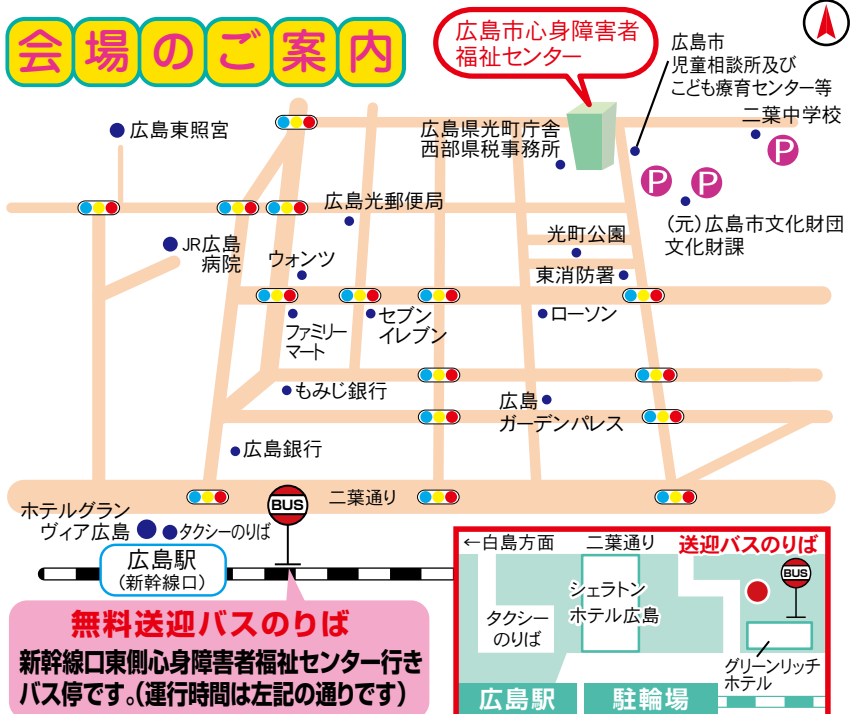 会場のご案内
広島市心身障害者
福祉センター
広島市
児童相談所及び
こども療育センター等
二葉中学校
P
広島東照宮
広島県光町庁舎
西部県税事務所
P
P
広島光郵便局
(元)広島市文化財団
文化財課
JR広島
病院
ウォンツ
光町公園
東消防署
ファミリー
マート
セブン
イレブン
ローソン
もみじ銀行
広島
ガーデンパレス
広島銀行
BUS
二葉通り
ホテルグラン
ヴィア広島
タクシーのりば
広島駅
(新幹線口)
無料送迎バスのりば
新幹線口東側心身障害者福祉センター行き
バス停です。(運行時間は左記の通りです)
←白島方面
二葉通り
送迎バスのりば
BUS
シェラトン
ホテル広島
タクシー
のりば
グリーンリッチ
ホテル
広島駅
駐輪場